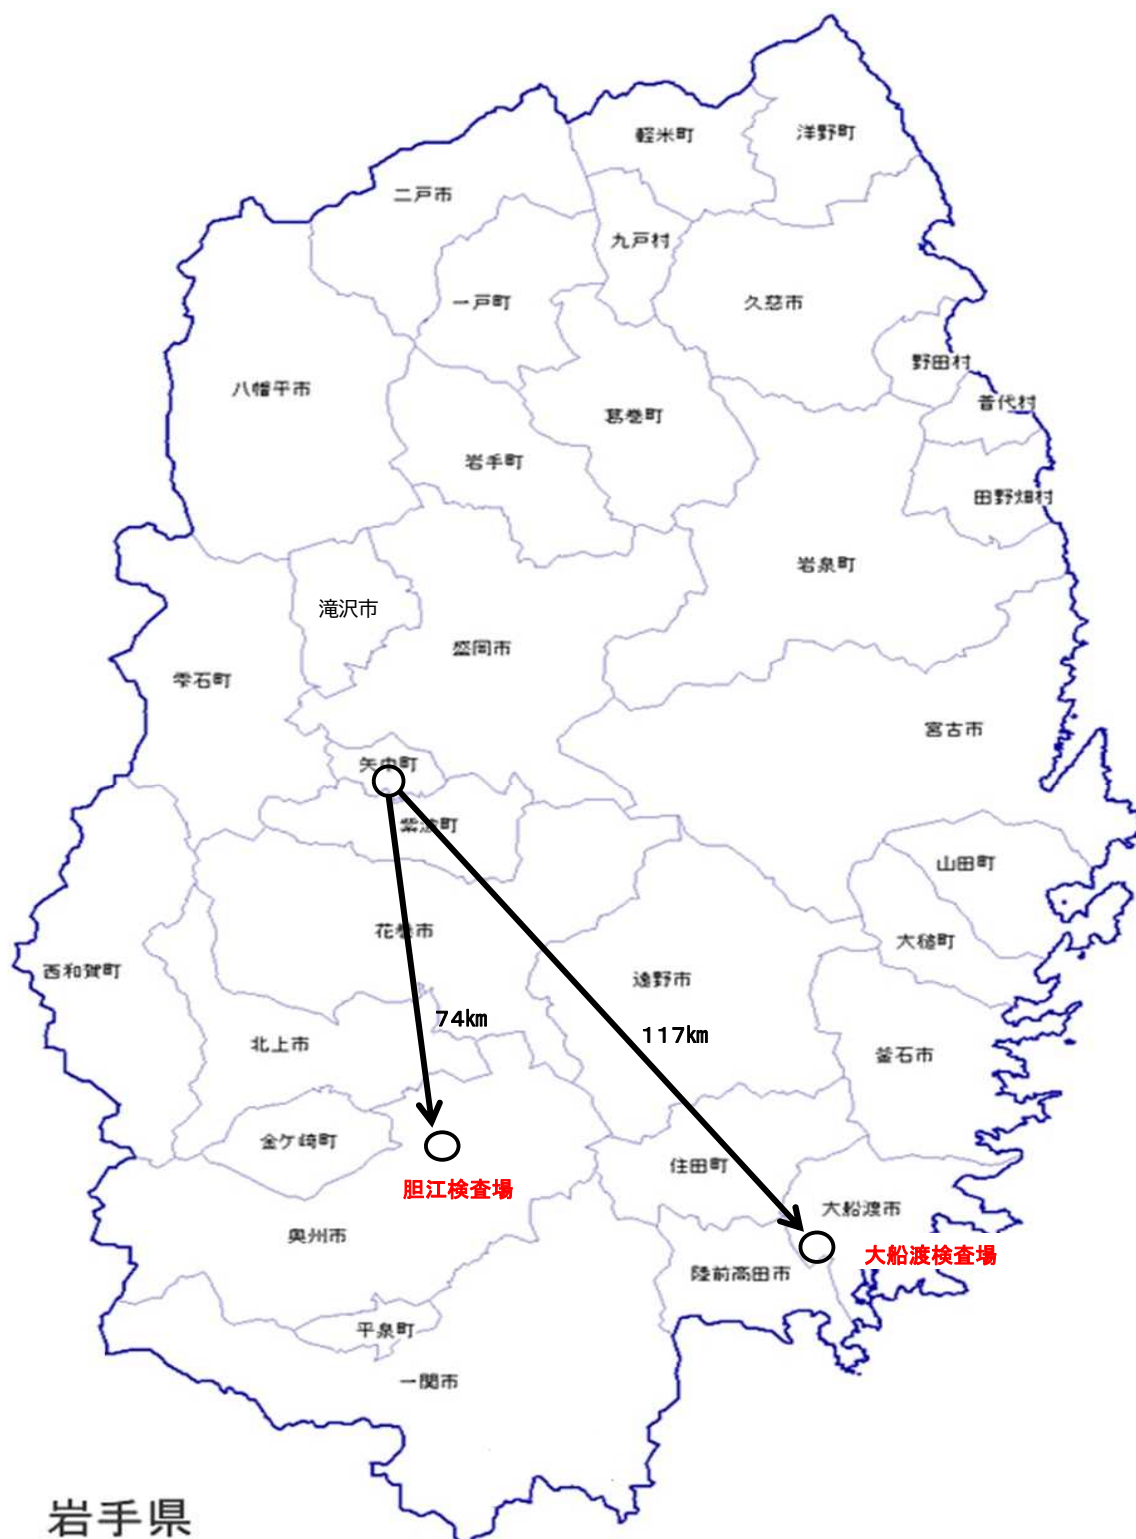 軽米町
洋野町
二戸市
九戸村
一戸町
久慈市
野田村
八幡平市
普代村
葛巻町
岩手町
田野畑村
岩泉町
滝沢市
盛岡市
雫石町
宮古市
矢巾町
紫波町
山田町
花巻市
大槌町
西和賀町
遠野市
74km
117km
北上市
釜石市
金ケ崎町
住田町
胆江検査場
大船渡市
奥州市
大船渡検査場
陸前高田市
平泉町
一関市
岩手県